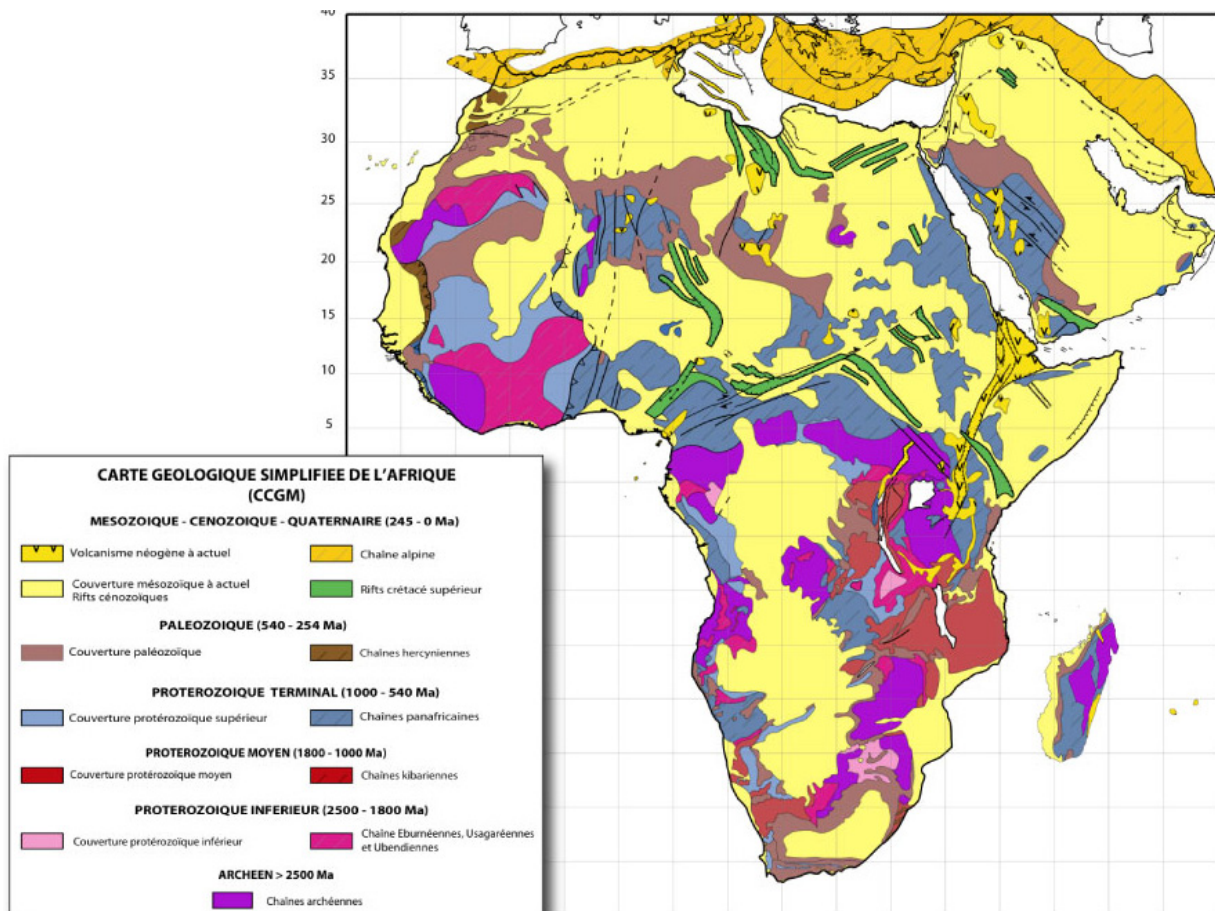 40
35
30
25
20
15
10
5
CARTE GEOLOGIQUE SIMPLIFIEE DE L'AFRIQUE
(CCGM)
MESOZOIQUE - CENOZOIQUE - QUATERNAIRE (245 - 0 Ma)
Volcanisme néogène à actuel
Chaîne alpine
Couverture mésozoïque à actuel
Rifts cénozoïques
Rifts crétacé supérieur
PALEOZOIQUE (540 - 254 Ma)
Couverture paléozoïque
Chaînes hercyniennes
PROTEROZOIQUE TERMINAL (1000 - 540 Ma)
Couverture protérozoïque supérieur
Chaînes panafricaines
PROTEROZOIQUE MOYEN (1800 - 1000 Ma)
Couverture protérozoïque moyen
Chaînes kibariennes
PROTEROZOIQUE INFERIEUR (2500 - 1800 Ma)
Couverture protérozoïque inférieur
Chaîne Eburnéennes, Usagaréennes
et Ubendiennes
ARCHEEN > 2500 Ma
Chaînes archéennes